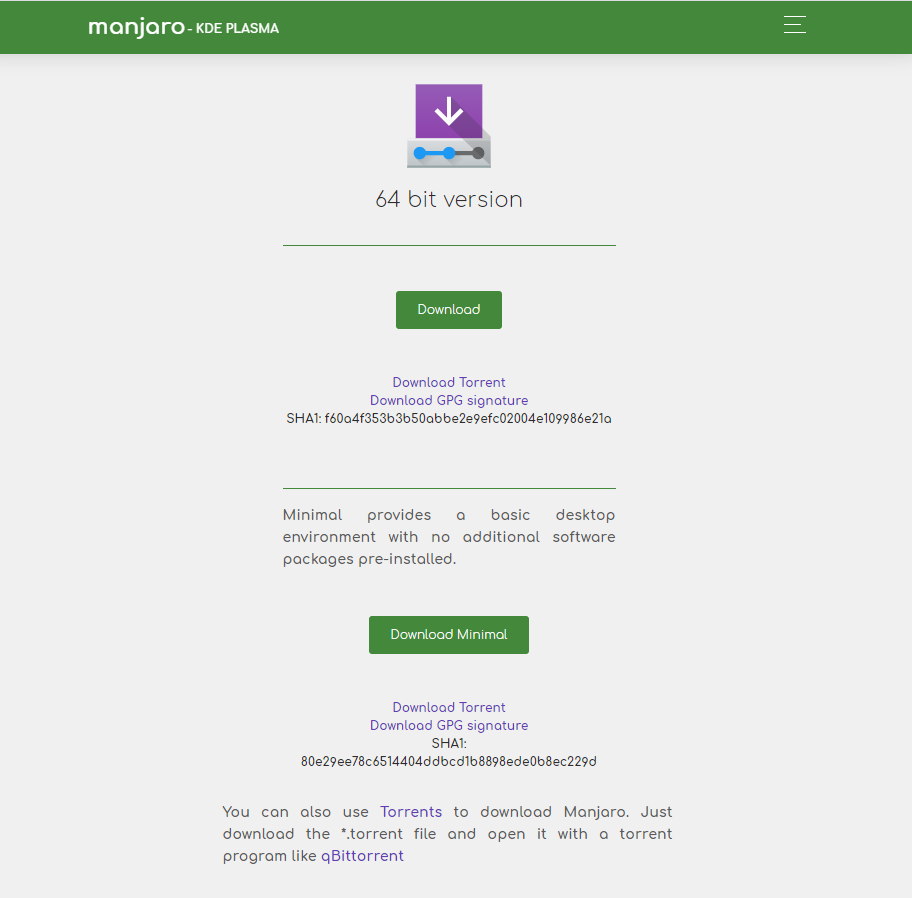 manjaro - KDE PLASMA
64 bit version
Download
Download Torrent
Download GPG signature
SHA1: f60a4f353b3b50abbe2e9efc02004e109986e21a
Minimal provides a basic desktop
environment with no additional software
packages pre-installed.
Download Minimal
Download Torrent
Download GPG signature
SHA1:
80e29ee78c6514404ddbcd1b8898ede0b8ec229d
You can also use Torrents to download Manjaro. Just
download the *.torrent file and open it with a torrent
program like qBittorrent